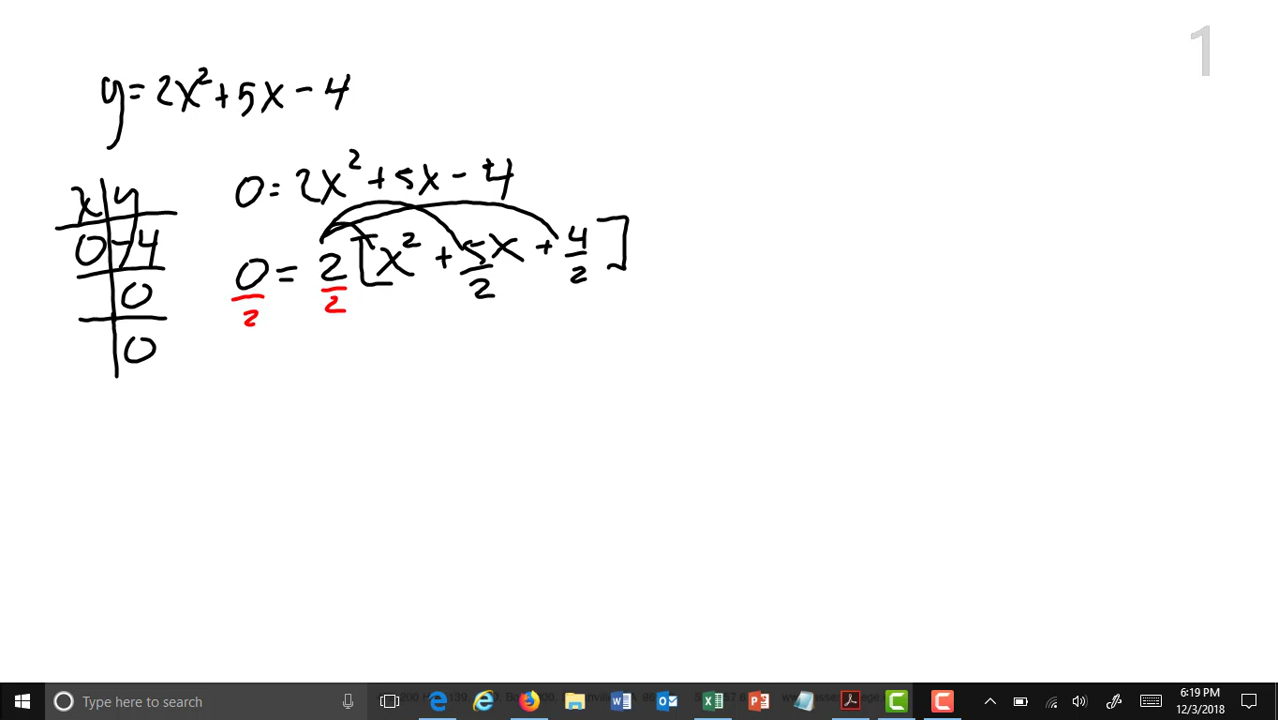 1
y=2x²+5x-4
0=2x²+5x-4
x y
0 -4
0
0
0/2 = 2/2 [x² + 5x/2 + 4/2]
Type here to search
6:19 PM
12/3/2018